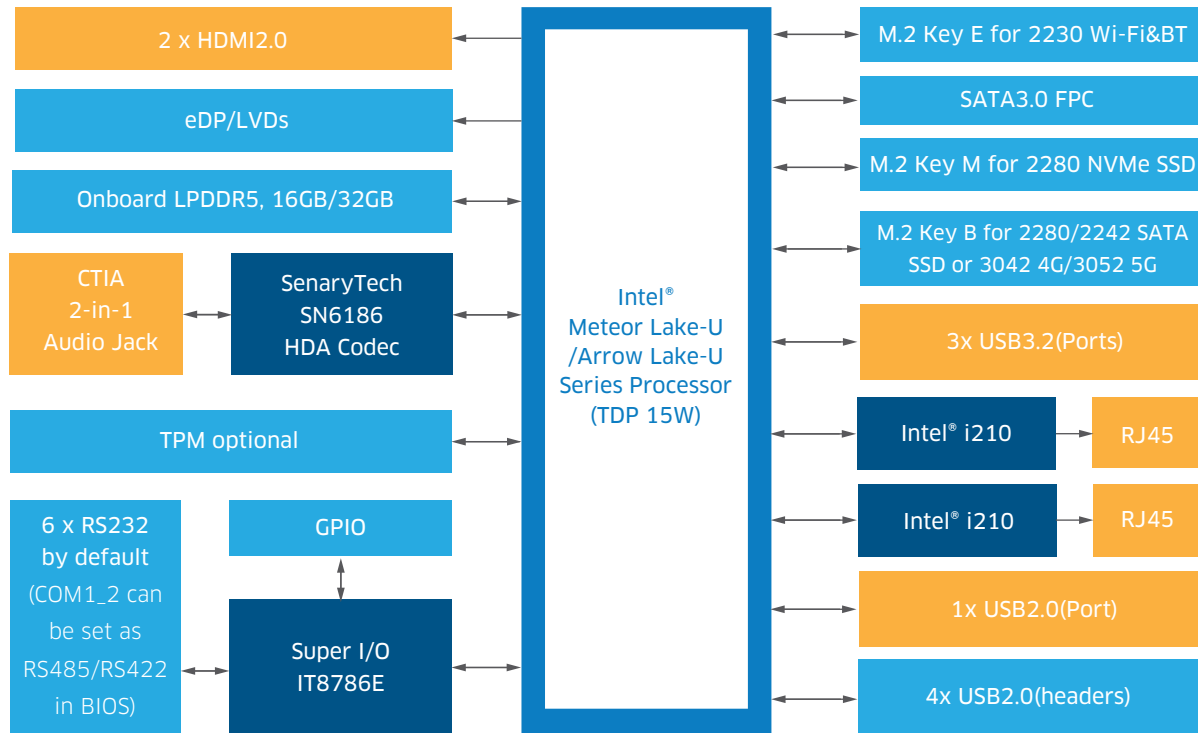 2 x HDMI2.0
eDP/LVDs
Onboard LPDDR5, 16GB/32GB
CTIA
2-in-1
Audio Jack
SenaryTech
SN6186
HDA Codec
TPM optional
6 x RS232
by default
(COM1_2 can
be set as
RS485/RS422
in BIOS)
GPIO
Super I/O
IT8786E
Intel®
Meteor Lake-U
/Arrow Lake-U
Series Processor
(TDP 15W)
M.2 Key E for 2230 Wi-Fi&BT
SATA3.0 FPC
M.2 Key M for 2280 NVMe SSD
M.2 Key B for 2280/2242 SATA
SSD or 3042 4G/3052 5G
3x USB3.2(Ports)
Intel® i210
RJ45
Intel® i210
RJ45
1x USB2.0(Port)
4x USB2.0(headers)